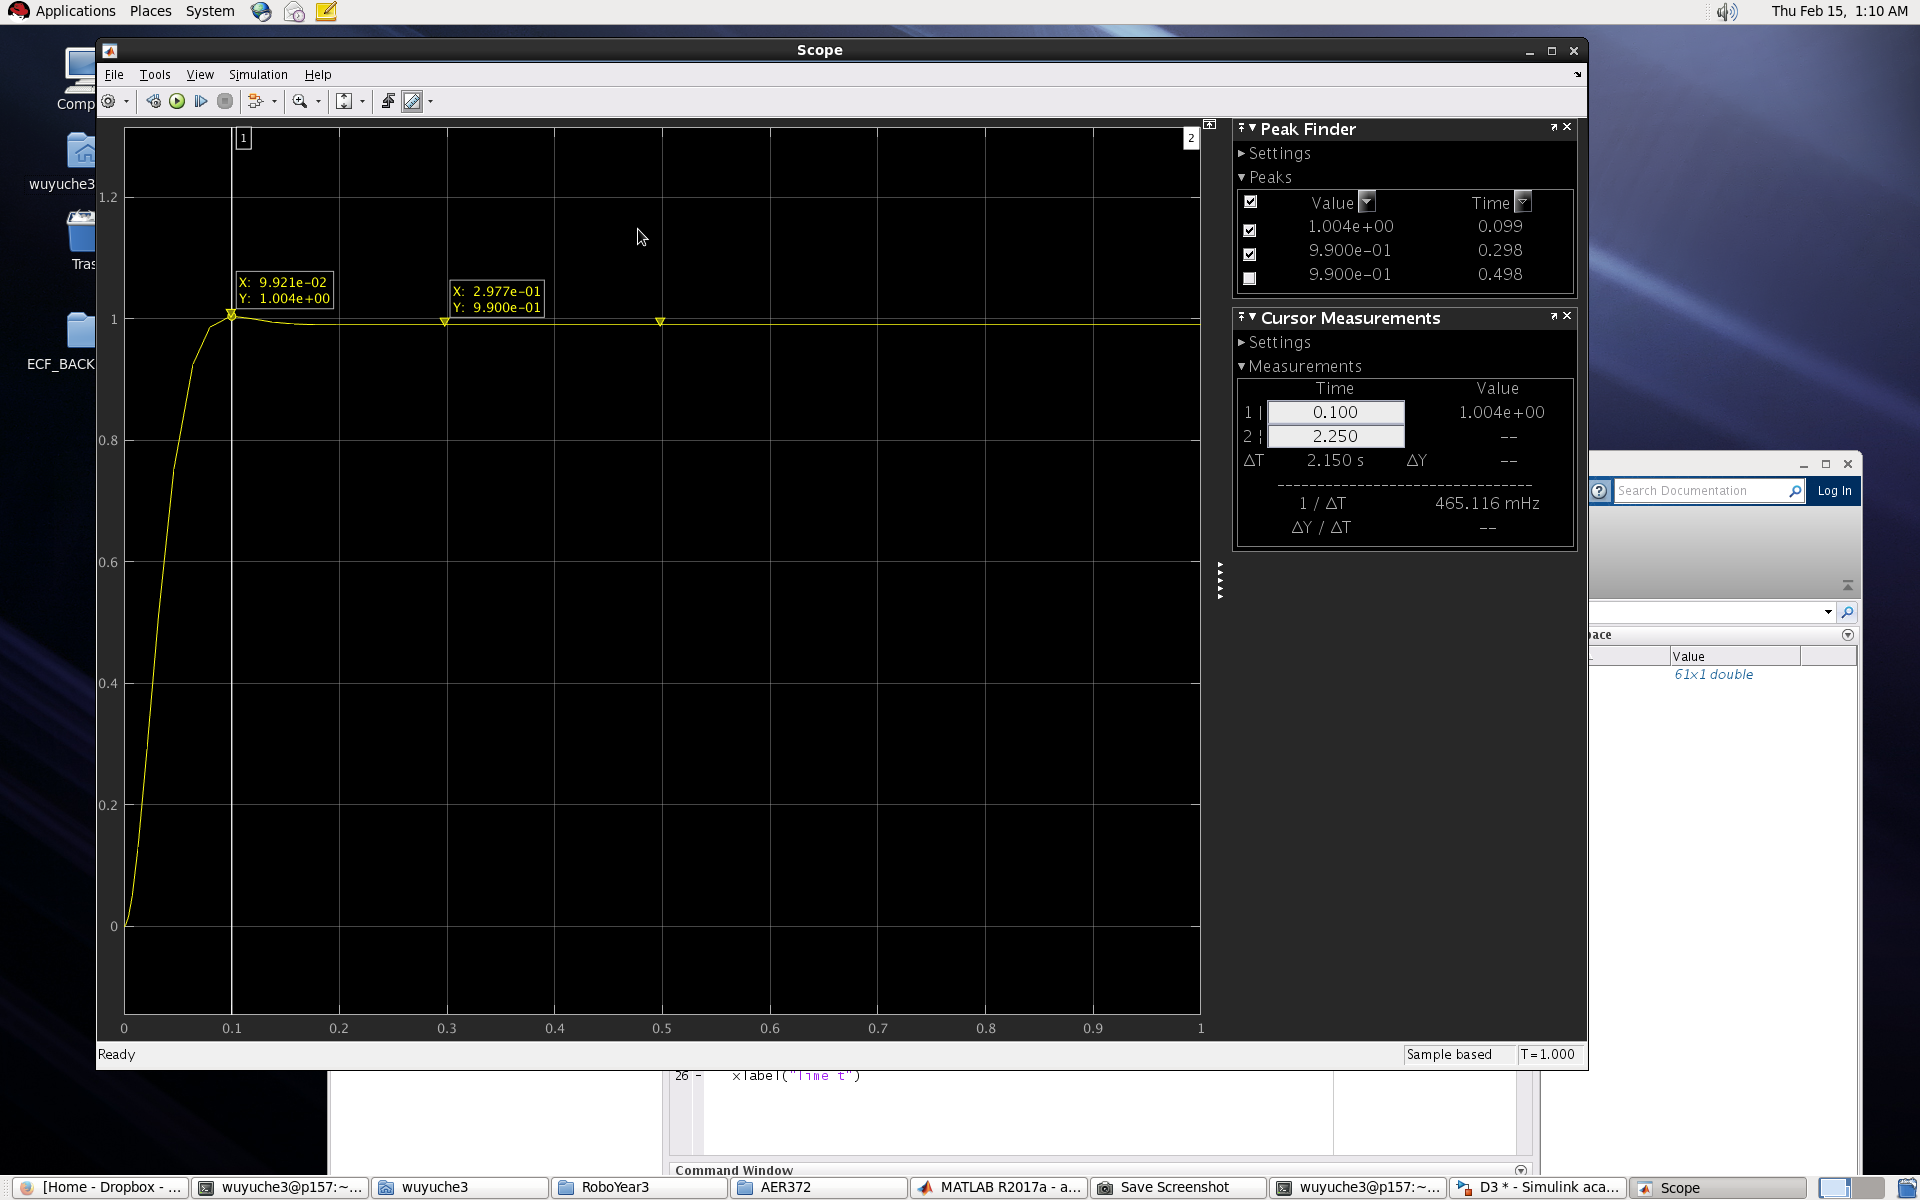 Applications Places System Thu Feb 15, 1:10 AM
Scope
File Tools View Simulation Help
Comp
wuyuche3
Tras
ECF_BACK
1
2
1.2
1
0.8
0.6
0.4
0.2
0
X: 9.921e-02
Y: 1.004e+00
X: 2.977e-01
Y: 9.900e-01
0 0.1 0.2 0.3 0.4 0.5 0.6 0.7 0.8 0.9 1
Peak Finder
Settings
Peaks
Value Time
1.004e+00 0.099
9.900e-01 0.298
9.900e-01 0.498
Cursor Measurements
Settings
Measurements
Time Value
1 | 0.100 1.004e+00
2 ¦ 2.250 --
ΔT 2.150 s ΔY --
1 / ΔT 465.116 mHz
ΔY / ΔT --
Ready Sample based T=1.000
Search Documentation Log In
pace
Value
61x1 double
26 - xlabel("Time t")
Command Window
[Home - Dropbox - ... wuyuche3@p157:~... wuyuche3 RoboYear3 AER372 MATLAB R2017a - a... Save Screenshot wuyuche3@p157:~... D3 * - Simulink aca... Scope